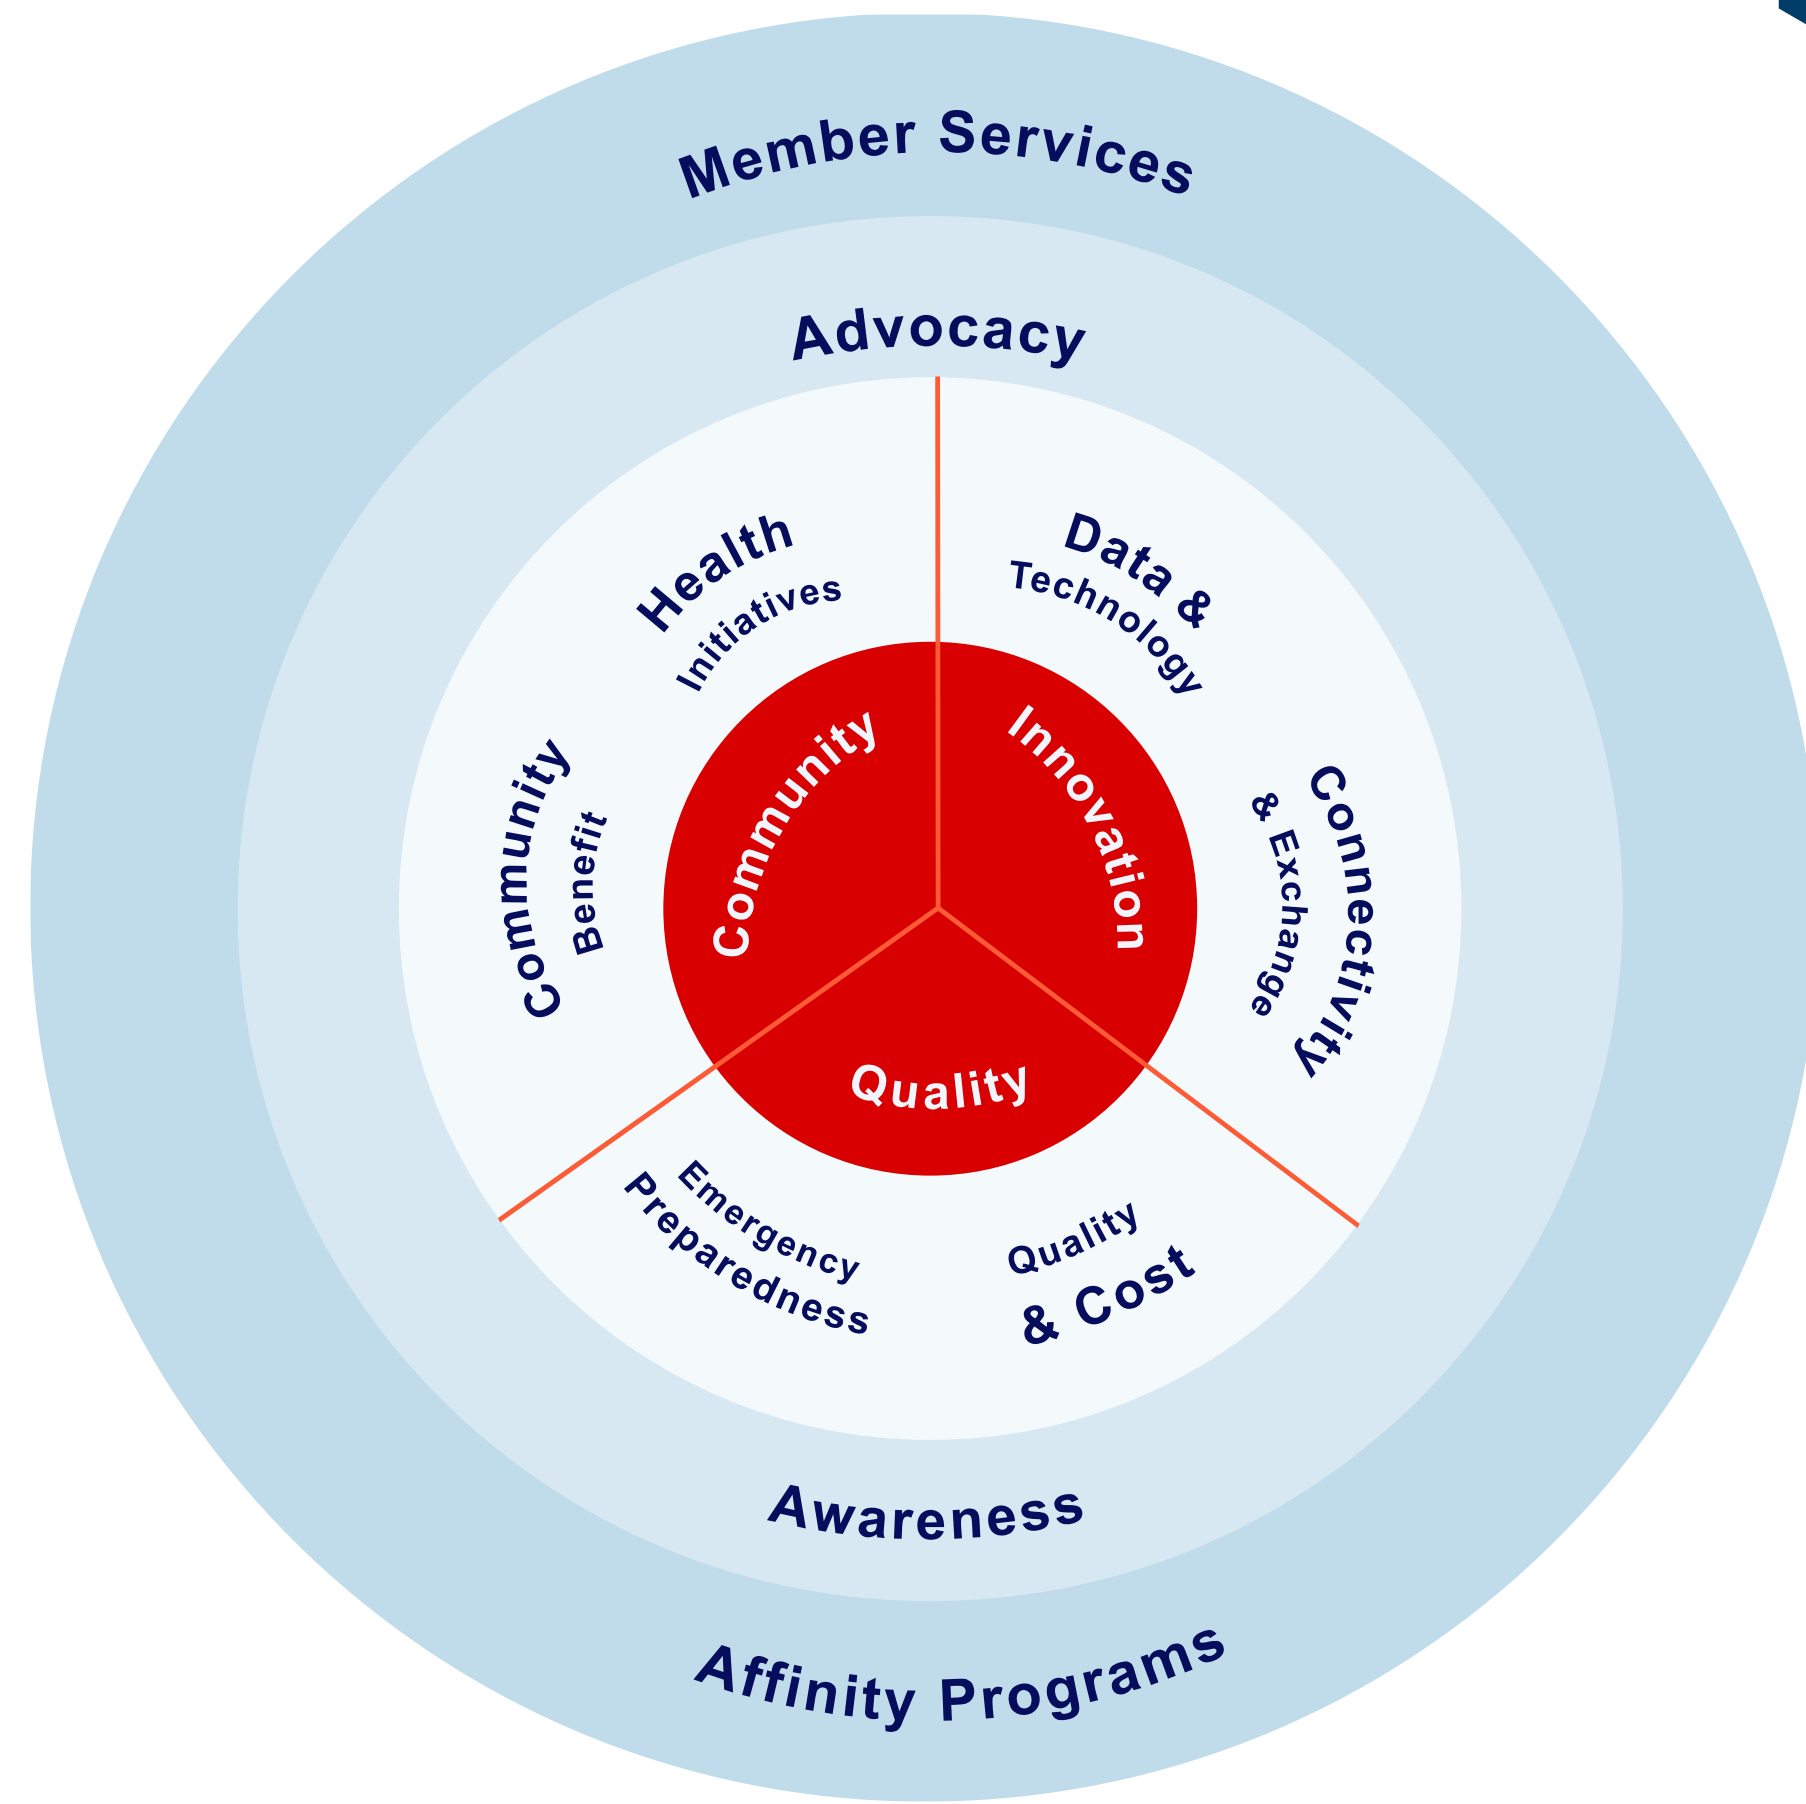 Member Services
Advocacy
Health
Initiatives
Data &
Technology
Community
Innovation
Community
Benefit
Connectivity
& Exchange
Quality
Emergency
Preparedness
Quality
& Cost
Awareness
Affinity Programs